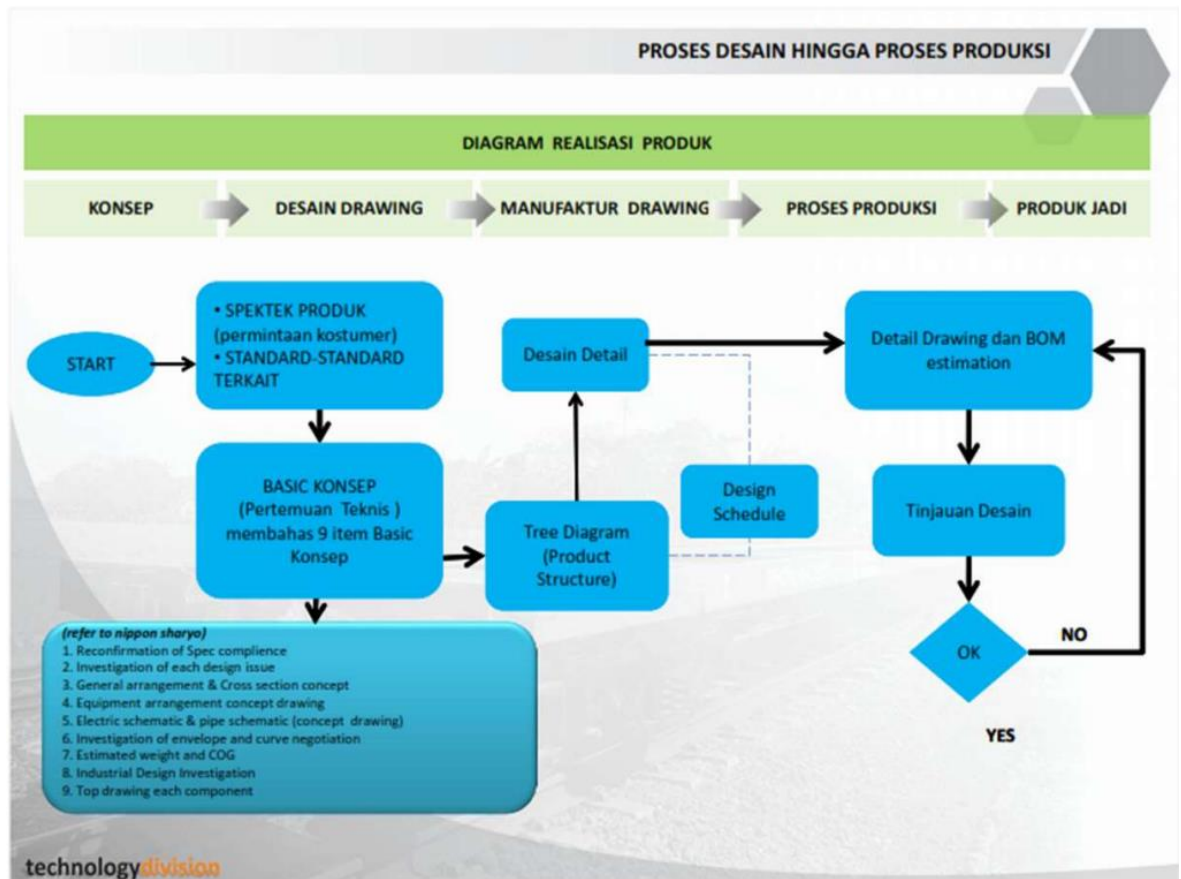 PROSES DESAIN HINGGA PROSES PRODUKSI
DIAGRAM REALISASI PRODUK
KONSEP
DESAIN DRAWING
MANUFAKTUR DRAWING
PROSES PRODUKSI
PRODUK JADI
START
• SPEKTEK PRODUK
(permintaan kostumer)
• STANDARD-STANDARD
TERKAIT
BASIC KONSEP
(Pertemuan Teknis )
membahas 9 item Basic
Konsep
(refer to nippon sharyo)
1. Reconfirmation of Spec complience
2. Investigation of each design issue
3. General arrangement & Cross section concept
4. Equipment arrangement concept drawing
5. Electric schematic & pipe schematic (concept drawing)
6. Investigation of envelope and curve negotiation
7. Estimated weight and COG
8. Industrial Design Investigation
9. Top drawing each component
Desain Detail
Tree Diagram
(Product
Structure)
Design
Schedule
Detail Drawing dan BOM
estimation
Tinjauan Desain
OK
NO
YES
technologydivision